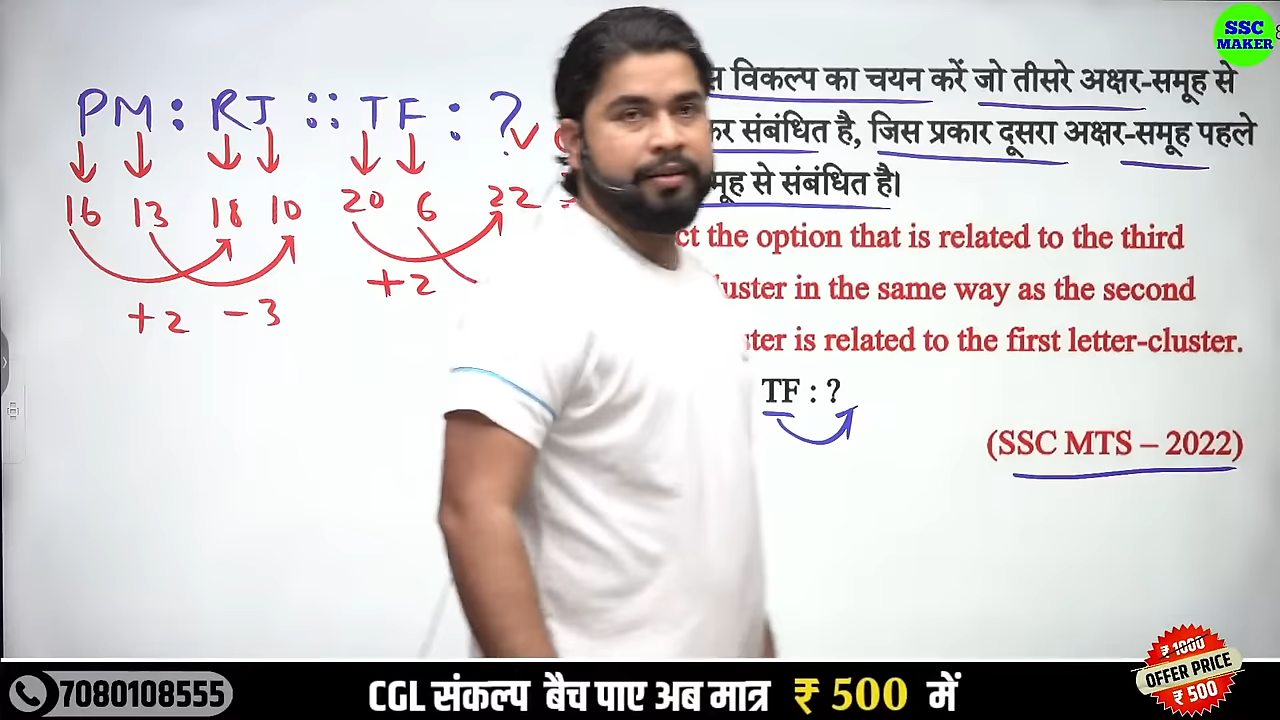 SSC
MAKER
PM : RJ :: TF : ?
16 13 18 10 20 6 22
+2 -3 +2
विकल्प का चयन करें जो तीसरे अक्षर-समूह से
संबंधित है, जिस प्रकार दूसरा अक्षर-समूह पहले
से संबंधित है।
the option that is related to the third
in the same way as the second
is related to the first letter-cluster.
TF : ?
(SSC MTS – 2022)
₹ 1000
OFFER PRICE
₹ 500
7080108555
CGL संकल्प बैच पाए अब मात्र ₹ 500 में